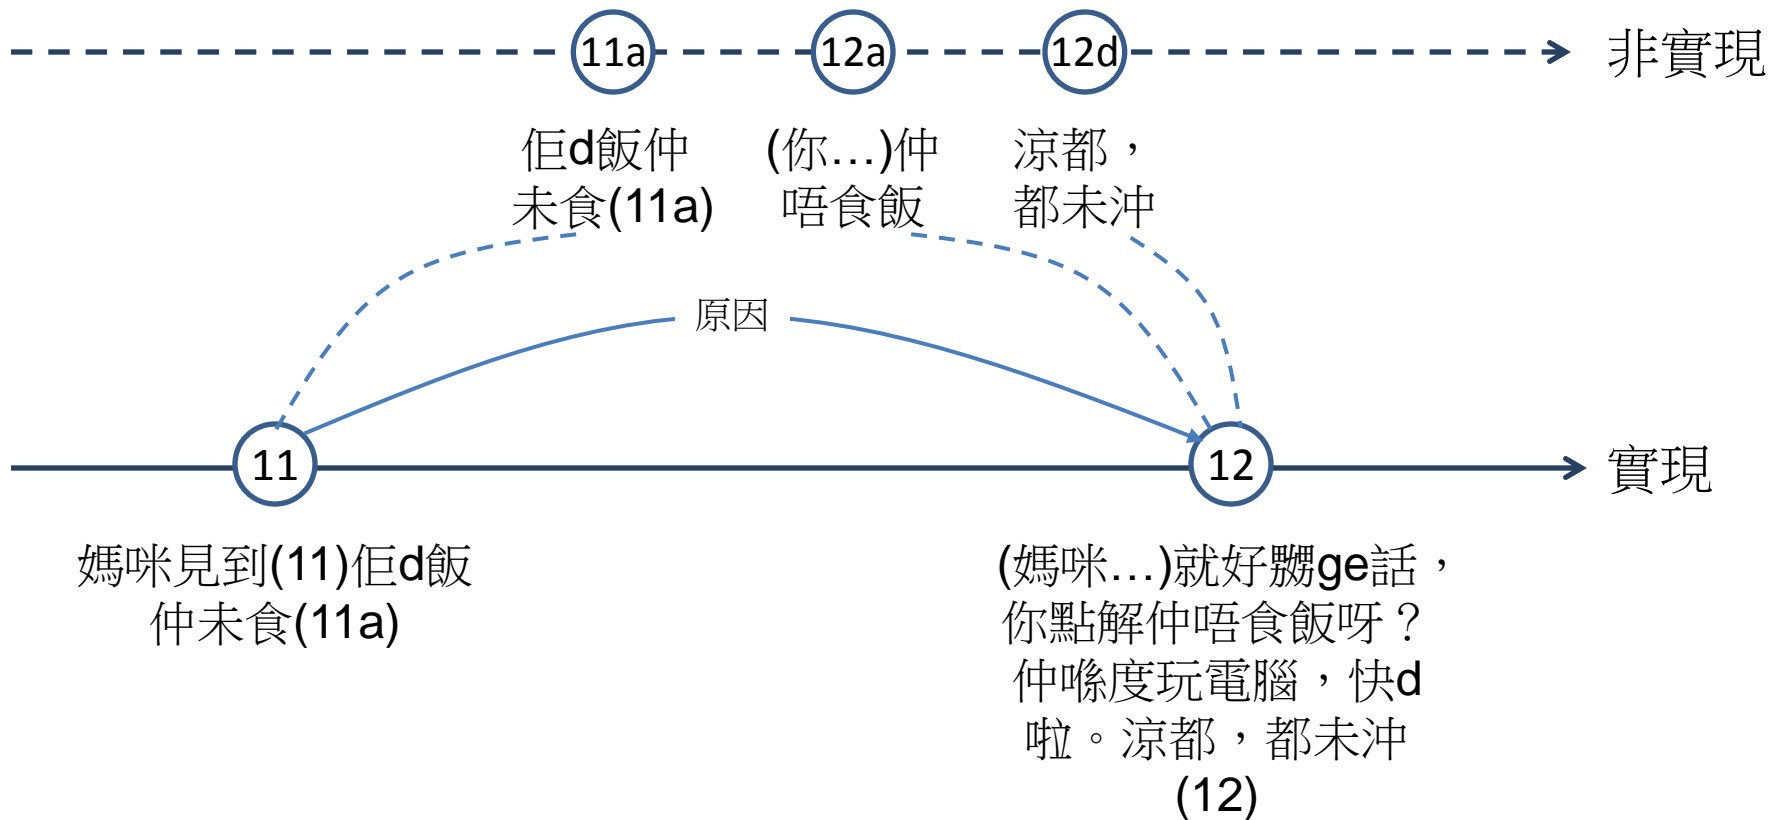 11a
12a
12d
非實現
佢d飯仲
未食(11a)
(你…)仲
唔食飯
涼都，
都未沖
原因
11
12
實現
媽咪見到(11)佢d飯
仲未食(11a)
(媽咪…)就好嬲ge話，
你點解仲唔食飯呀？
仲喺度玩電腦，快d
啦。涼都，都未沖
(12)